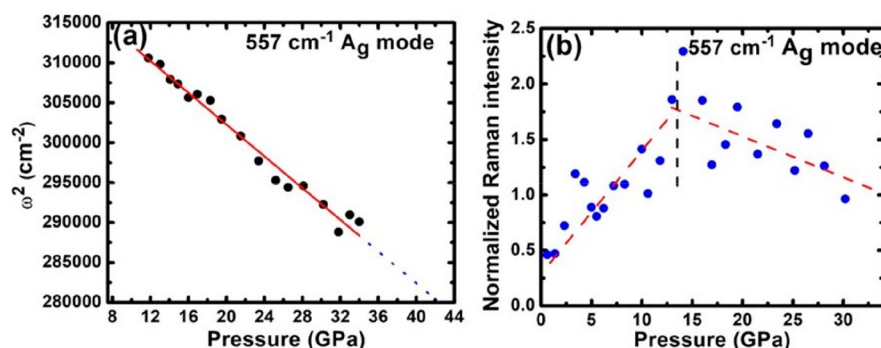 (a)
557 cm⁻¹ Ag mode
315000
310000
305000
300000
295000
290000
285000
280000
ω² (cm⁻²)
8 12 16 20 24 28 32 36 40 44
Pressure (GPa)
(b)
557 cm⁻¹ Ag mode
2.5
2.0
1.5
1.0
0.5
0.0
Normalized Raman intensity
0 5 10 15 20 25 30
Pressure (GPa)